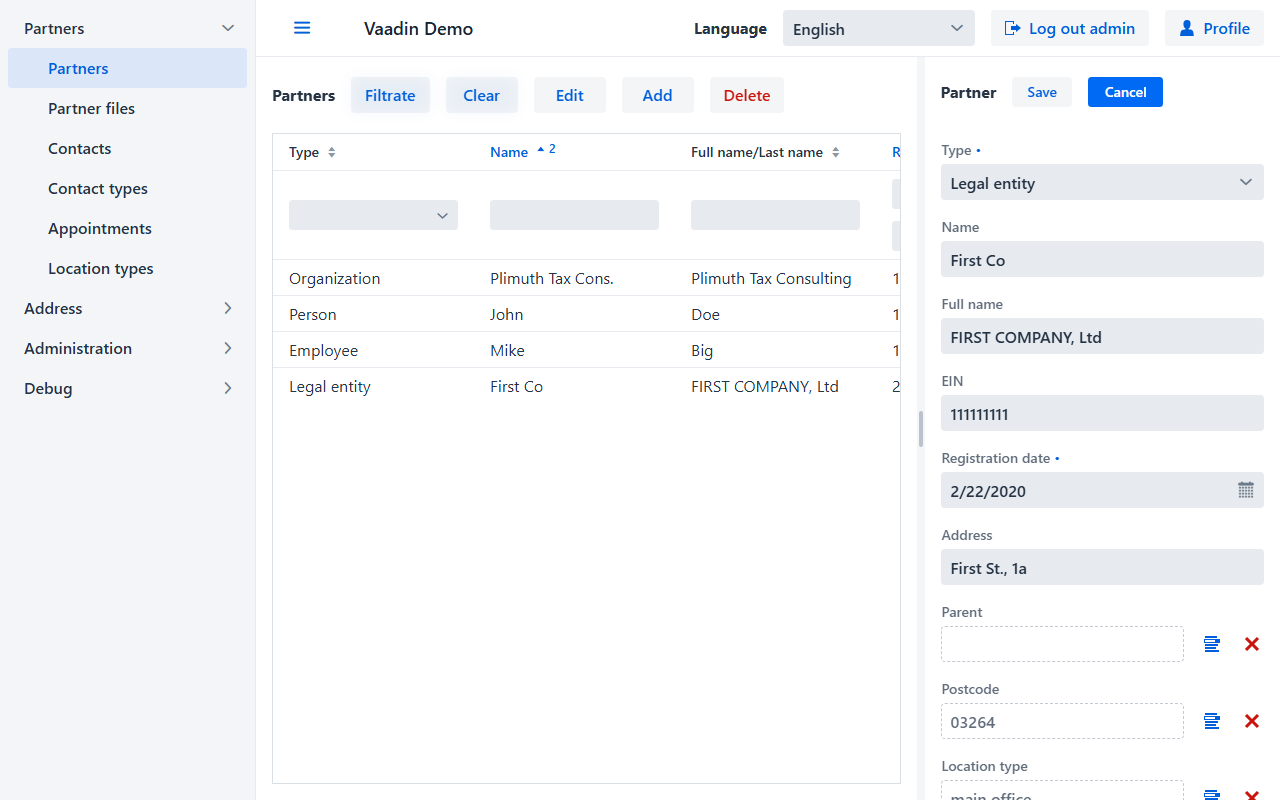 Partners
Partners
Partner files
Contacts
Contact types
Appointments
Location types
Address
Administration
Debug
Vaadin Demo
Language
English
Log out admin
Profile
Partners
Filtrate
Clear
Edit
Add
Delete
Type
Name 2
Full name/Last name
R
Organization Plimuth Tax Cons. Plimuth Tax Consulting 1
Person John Doe 1
Employee Mike Big 1
Legal entity First Co FIRST COMPANY, Ltd 2
Partner
Save
Cancel
Type •
Legal entity
Name
First Co
Full name
FIRST COMPANY, Ltd
EIN
111111111
Registration date •
2/22/2020
Address
First St., 1a
Parent
Postcode
03264
Location type
main office